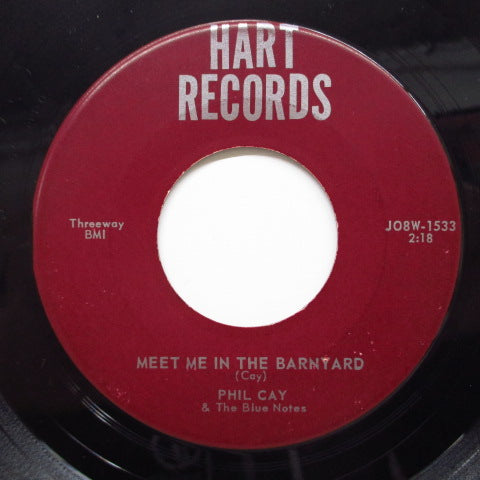 HART
RECORDS
Threeway
BMI
JO8W-1533
2:18
MEET ME IN THE BARNYARD
(Cay)
PHIL CAY
& The Blue Notes